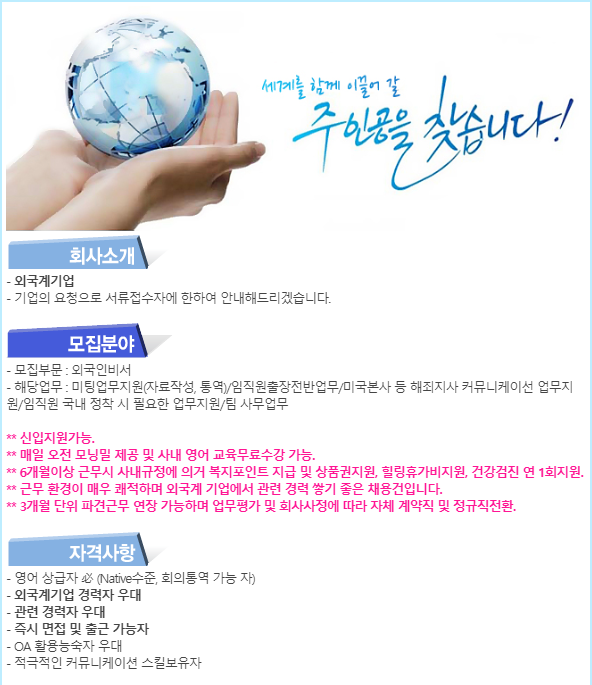 세계를 함께 이끌어 갈
주인공을 찾습니다!
회사소개
- 외국계기업
- 기업의 요청으로 서류접수자에 한하여 안내해드리겠습니다.
모집분야
- 모집부문 : 외국인비서
- 해당업무 : 미팅업무지원(자료작성, 통역)/임직원출장전반업무/미국본사 등 해죄지사 커뮤니케이션 업무지
원/임직원 국내 정착 시 필요한 업무지원/팀 사무업무
** 신입지원가능.
** 매일 오전 모닝밀 제공 및 사내 영어 교육무료수강 가능.
** 6개월이상 근무시 사내규정에 의거 복지포인트 지급 및 상품권지원, 힐링휴가비지원, 건강검진 연 1회지원.
** 근무 환경이 매우 쾌적하며 외국계 기업에서 관련 경력 쌓기 좋은 채용건입니다.
** 3개월 단위 파견근무 연장 가능하며 업무평가 및 회사사정에 따라 자체 계약직 및 정규직전환.
자격사항
- 영어 상급자 必 (Native수준, 회의통역 가능 자)
- 외국계기업 경력자 우대
- 관련 경력자 우대
- 즉시 면접 및 출근 가능자
- OA 활용능숙자 우대
- 적극적인 커뮤니케이션 스킬보유자